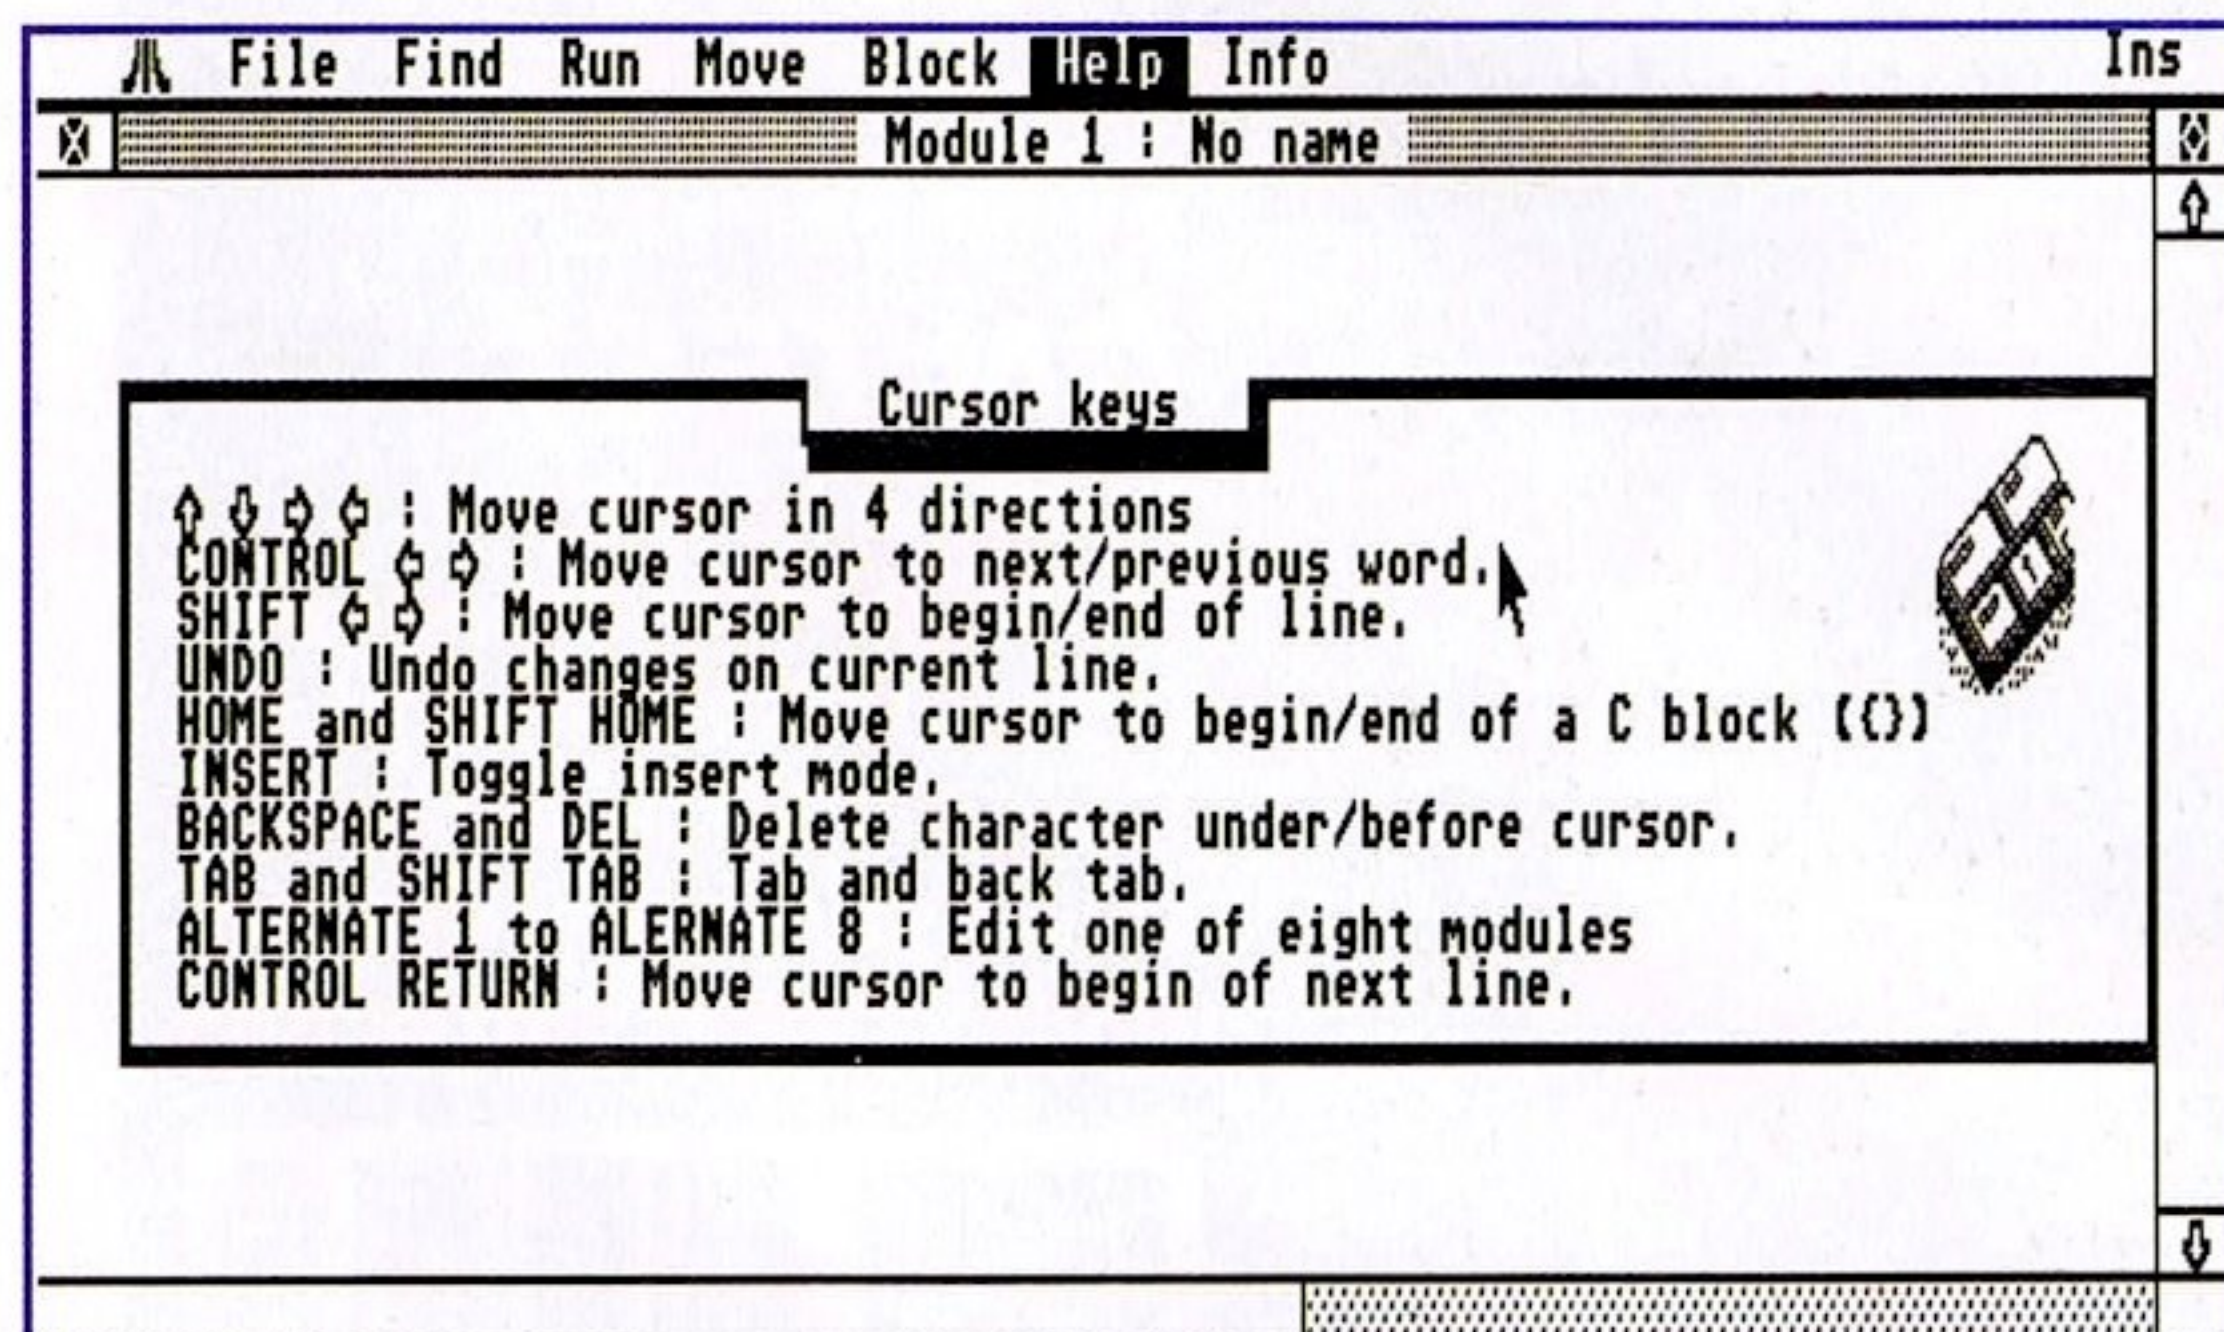 File Find Run Move Block Help Info Ins
Module 1 : No name
Cursor keys
⇧ ⇩ ⇨ ⇦ : Move cursor in 4 directions
CONTROL ⇦ ⇨ : Move cursor to next/previous word.
SHIFT ⇦ ⇨ : Move cursor to begin/end of line.
UNDO : Undo changes on current line.
HOME and SHIFT HOME : Move cursor to begin/end of a C block ({})
INSERT : Toggle insert mode.
BACKSPACE and DEL : Delete character under/before cursor.
TAB and SHIFT TAB : Tab and back tab.
ALTERNATE 1 to ALERNATE 8 : Edit one of eight modules
CONTROL RETURN : Move cursor to begin of next line.